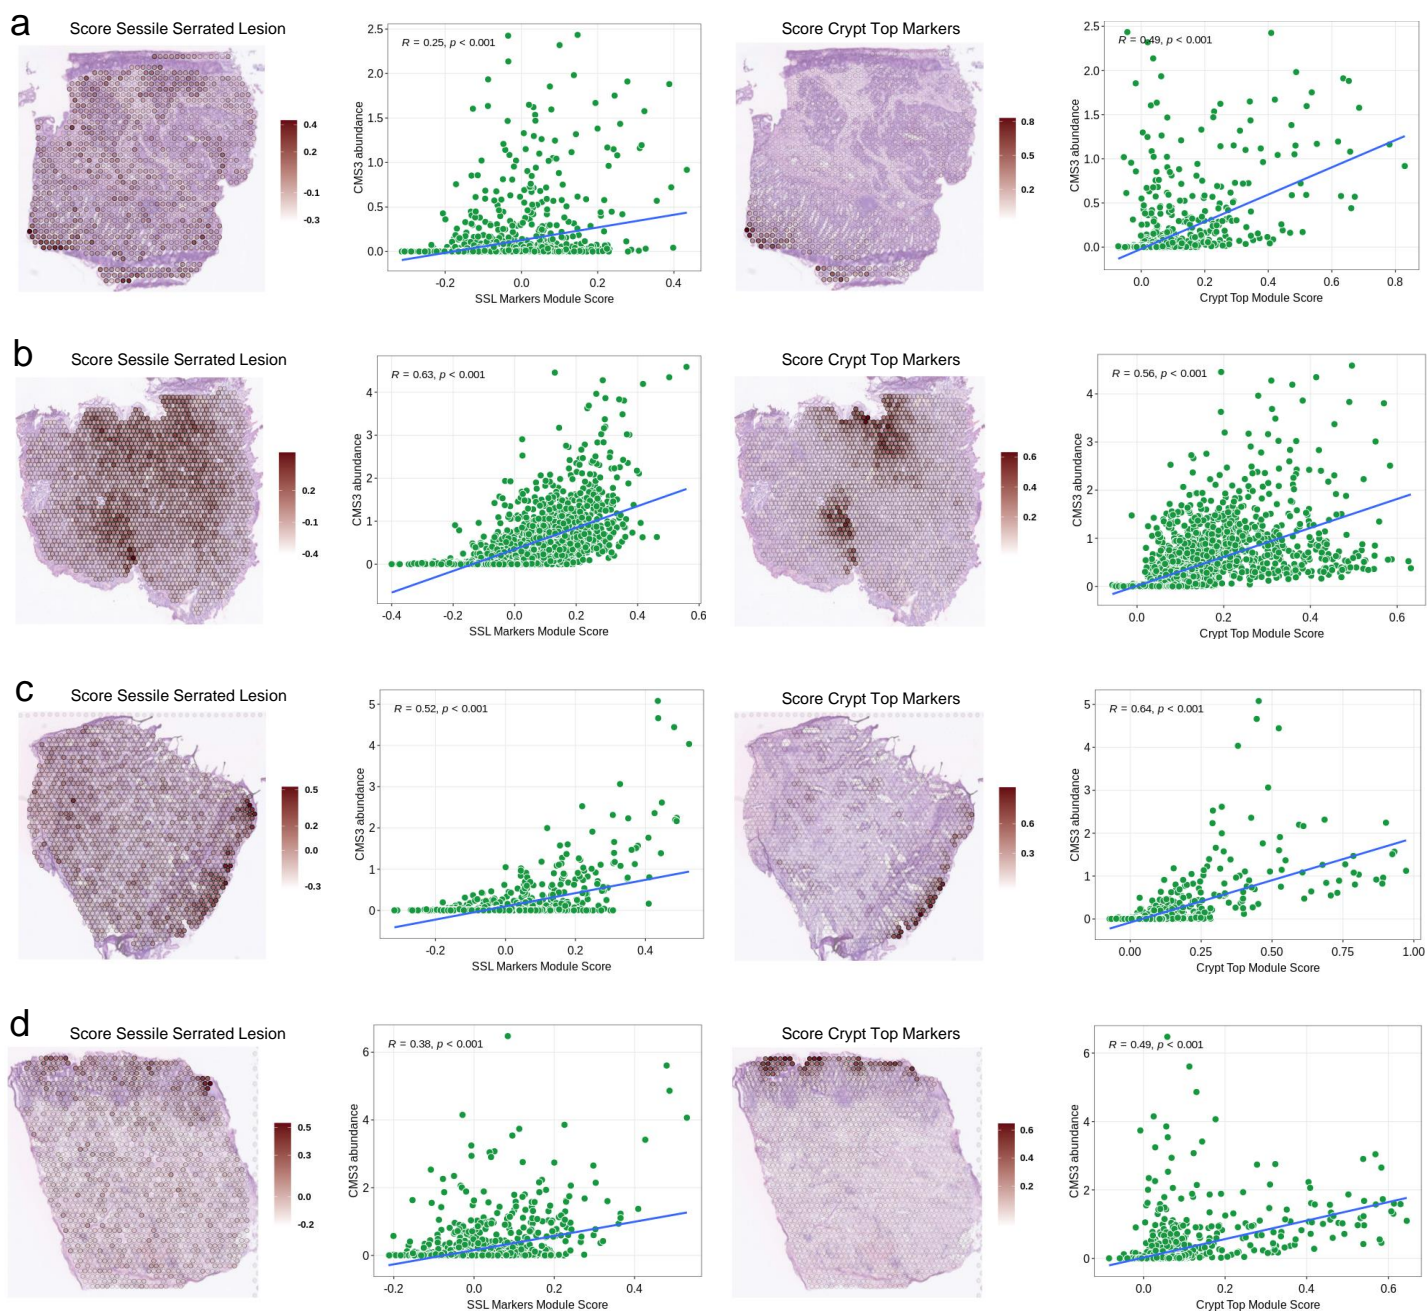 a
Score Sessile Serrated Lesion
0.4
0.2
-0.1
-0.3
R = 0.25, p < 0.001
CMS3 abundance
2.5
2.0
1.5
1.0
0.5
0.0
-0.2 0.0 0.2 0.4
SSL Markers Module Score
Score Crypt Top Markers
0.8
0.5
0.2
R = 0.49, p < 0.001
CMS3 abundance
2.5
2.0
1.5
1.0
0.5
0.0
0.0 0.2 0.4 0.6 0.8
Crypt Top Module Score
b
Score Sessile Serrated Lesion
0.2
-0.1
-0.4
R = 0.63, p < 0.001
CMS3 abundance
4
3
2
1
0
-0.4 -0.2 0.0 0.2 0.4 0.6
SSL Markers Module Score
Score Crypt Top Markers
0.6
0.4
0.2
R = 0.56, p < 0.001
CMS3 abundance
4
3
2
1
0
0.0 0.2 0.4 0.6
Crypt Top Module Score
c
Score Sessile Serrated Lesion
0.5
0.2
0.0
-0.3
R = 0.52, p < 0.001
CMS3 abundance
5
4
3
2
1
0
-0.2 0.0 0.2 0.4
SSL Markers Module Score
Score Crypt Top Markers
0.6
0.3
R = 0.64, p < 0.001
CMS3 abundance
5
4
3
2
1
0
0.00 0.25 0.50 0.75 1.00
Crypt Top Module Score
d
Score Sessile Serrated Lesion
0.5
0.3
0.0
-0.2
R = 0.38, p < 0.001
CMS3 abundance
6
4
2
0
-0.2 0.0 0.2 0.4
SSL Markers Module Score
Score Crypt Top Markers
0.6
0.4
0.2
R = 0.49, p < 0.001
CMS3 abundance
6
4
2
0
0.0 0.2 0.4 0.6
Crypt Top Module Score